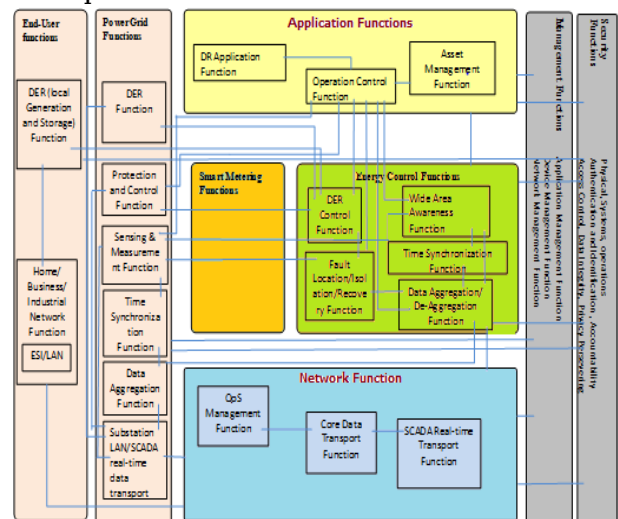 End-User
functions
DER (local
Generation
and Storage)
Function
Home/
Business/
Industrial
Network
Function
ESI/LAN
PowerGrid
Functions
DER
Function
Protection
and Control
Function
Sensing &
Measureme
nt Function
Time
Synchroniza
tion
Function
Data
Aggregation
Function
Substation
LAN/SCADA
real-time
data
transport
Application Functions
DR Application
Function
Operation Control
Function
Asset
Management
Function
Smart Metering
Functions
Energy Control Functions
DER
Control
Function
Wide Area
Awareness
Function
Time Synchronization
Function
Fault
Location/Isol
ation/Recove
ry Function
Data Aggregation/
De-Aggregation
Function
Network Function
QpS
Management
Function
Core Data
Transport
Function
SCADA Real-time
Transport
Function
Management Functions
Application Management Function
Device Management Function
Network Management Function
Security
Functions
Physical, Systems, operations
Authentication and Identification, Accountability
Access Control, Data Integrity, Privacy Persevering